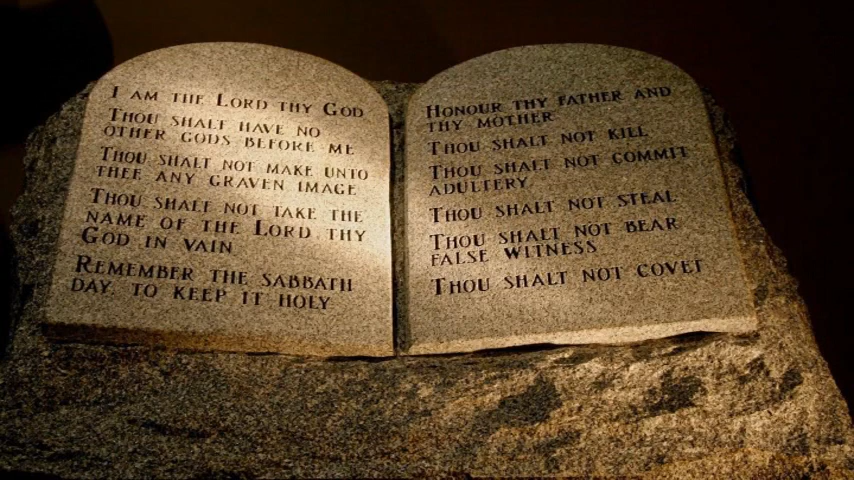 I AM THE LORD THY GOD
THOU SHALT HAVE NO
OTHER GODS BEFORE ME
THOU SHALT NOT MAKE UNTO
THEE ANY GRAVEN IMAGE
THOU SHALT NOT TAKE THE
NAME OF THE LORD THY
GOD IN VAIN
REMEMBER THE SABBATH
DAY, TO KEEP IT HOLY
HONOUR THY FATHER AND
THY MOTHER
THOU SHALT NOT KILL
THOU SHALT NOT COMMIT
ADULTERY
THOU SHALT NOT STEAL
THOU SHALT NOT BEAR
FALSE WITNESS
THOU SHALT NOT COVET